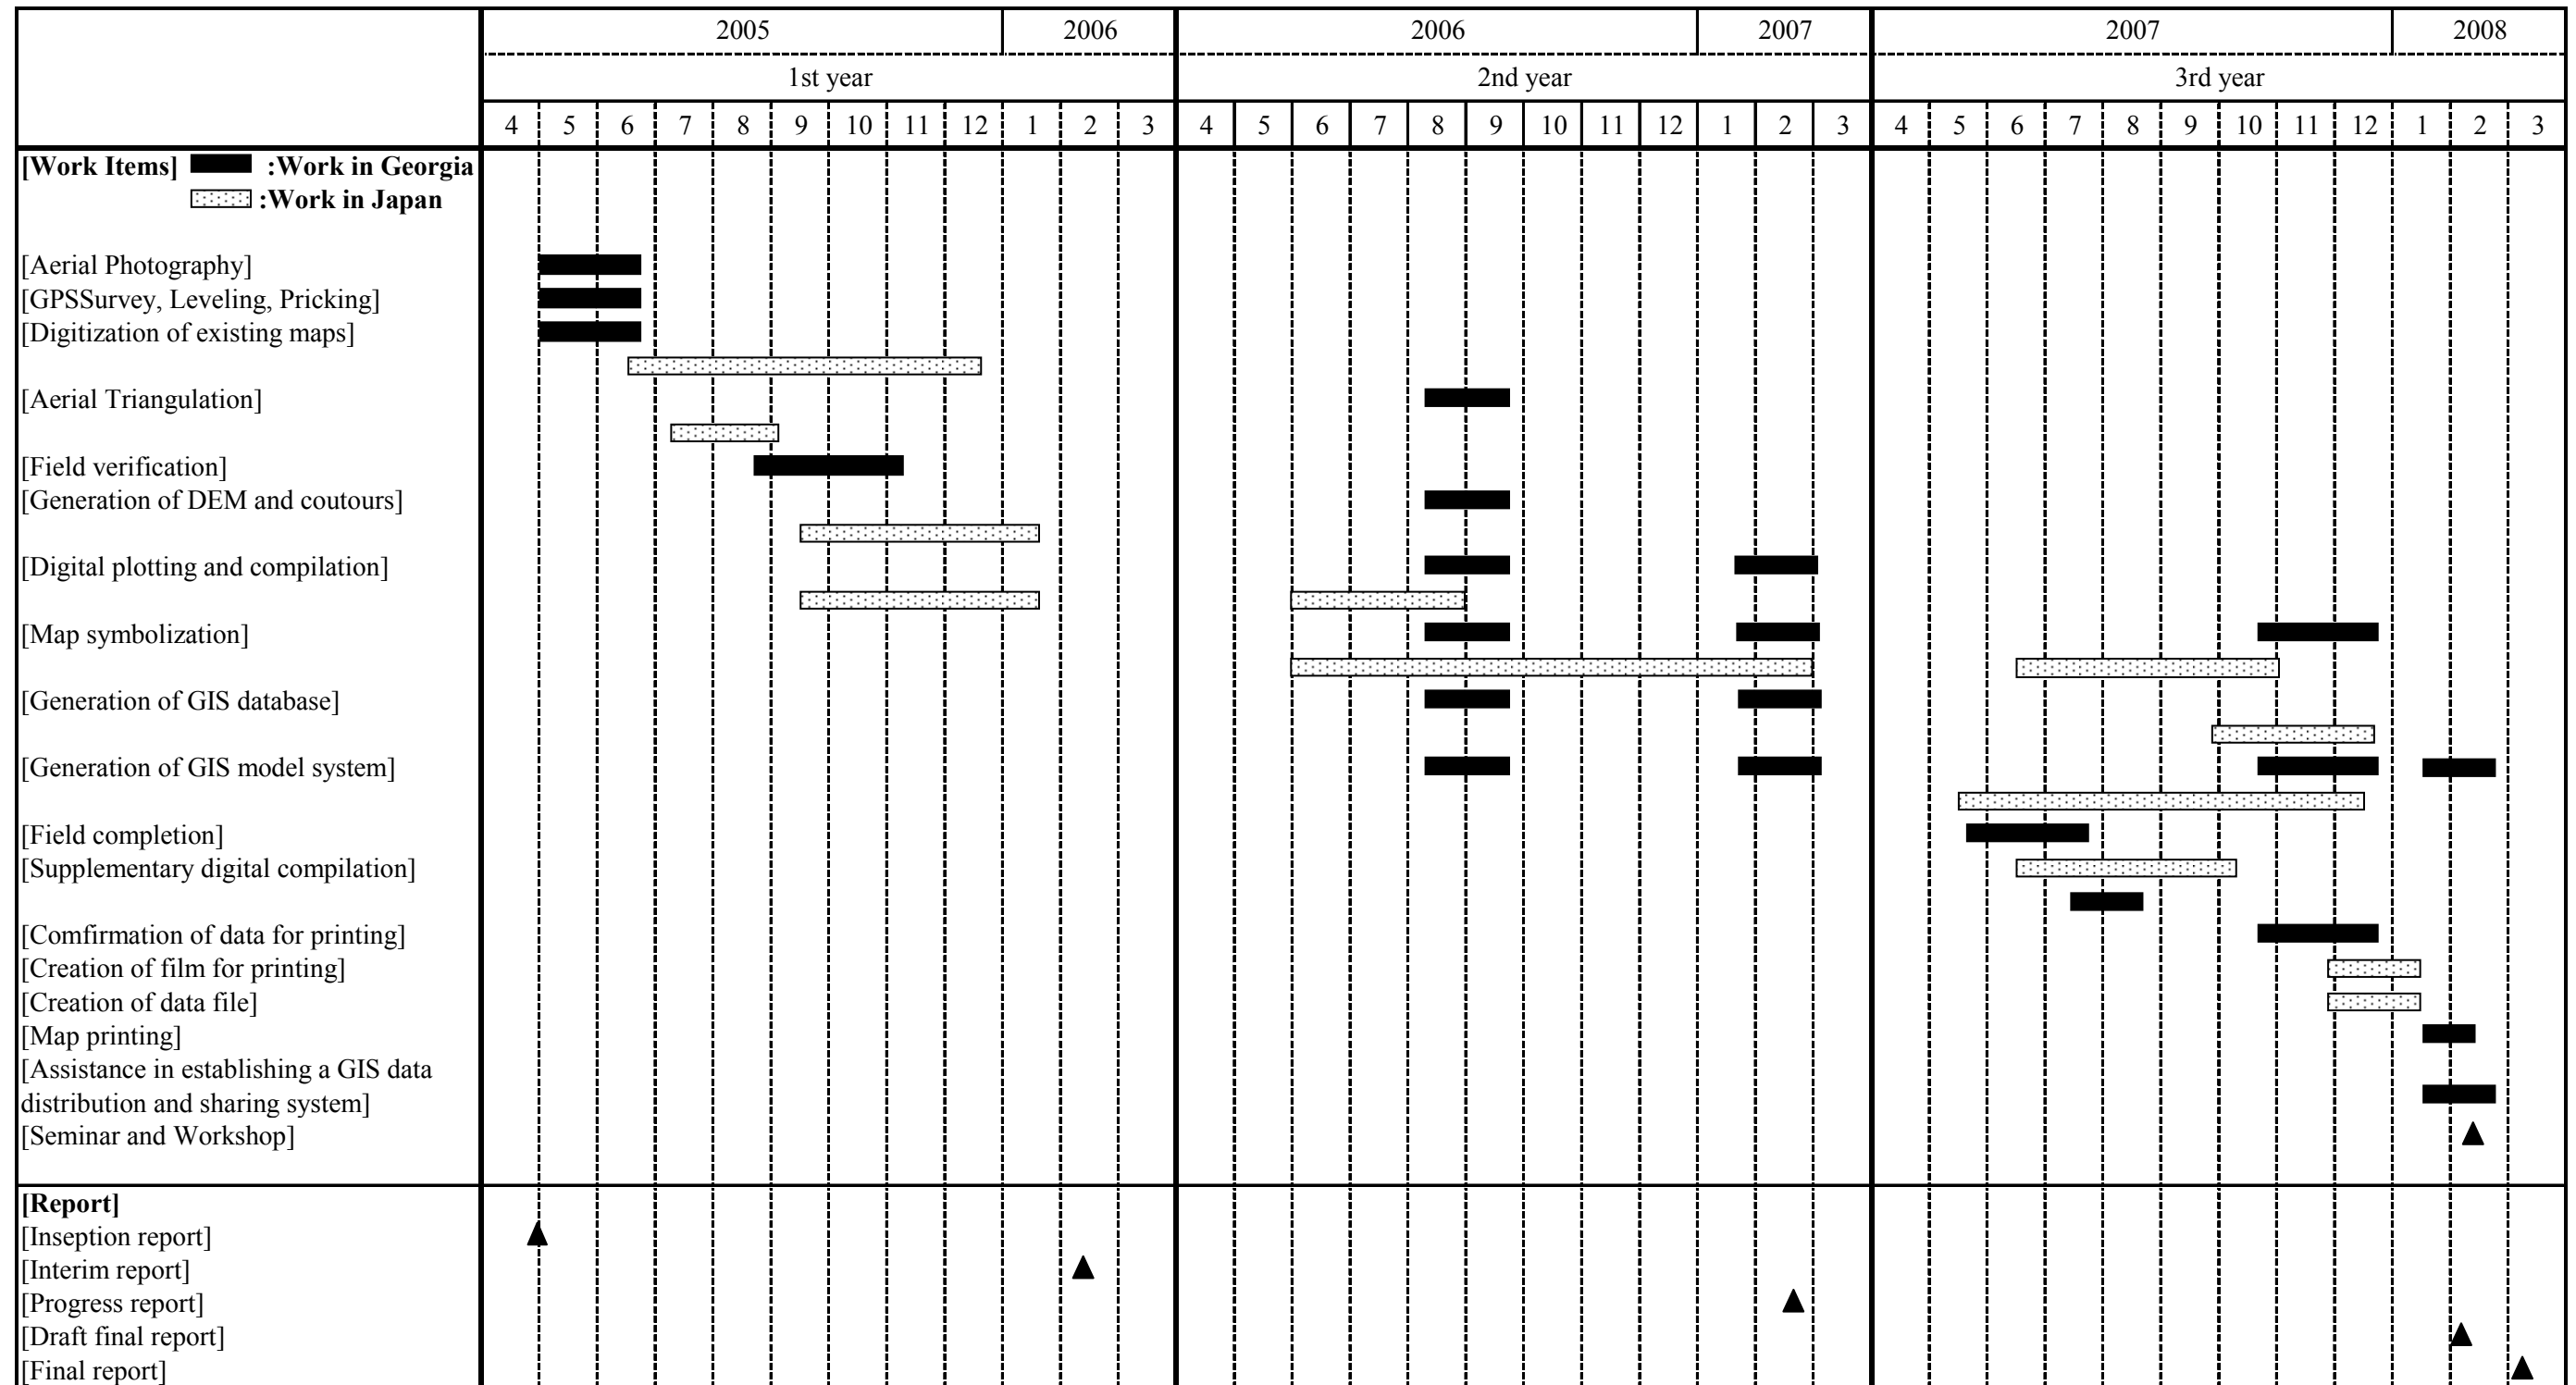 2005 2006 2006 2007 2007 2008
1st year 2nd year 3rd year
4 5 6 7 8 9 10 11 12 1 2 3 4 5 6 7 8 9 10 11 12 1 2 3 4 5 6 7 8 9 10 11 12 1 2 3
[Work Items] :Work in Georgia
:Work in Japan
[Aerial Photography]
[GPSSurvey, Leveling, Pricking]
[Digitization of existing maps]
[Aerial Triangulation]
[Field verification]
[Generation of DEM and coutours]
[Digital plotting and compilation]
[Map symbolization]
[Generation of GIS database]
[Generation of GIS model system]
[Field completion]
[Supplementary digital compilation]
[Comfirmation of data for printing]
[Creation of film for printing]
[Creation of data file]
[Map printing]
[Assistance in establishing a GIS data
distribution and sharing system]
[Seminar and Workshop]
[Report]
[Inseption report]
[Interim report]
[Progress report]
[Draft final report]
[Final report]